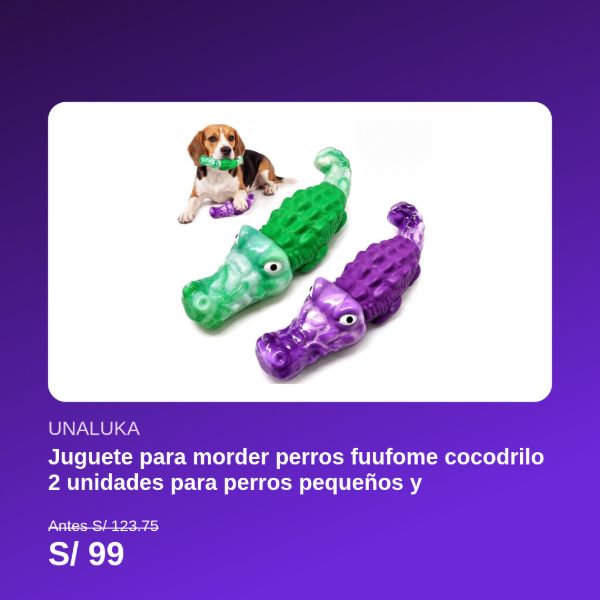 UNALUKA
Juguete para morder perros fuufome cocodrilo
2 unidades para perros pequeños y
Antes S/ 123.75
S/ 99